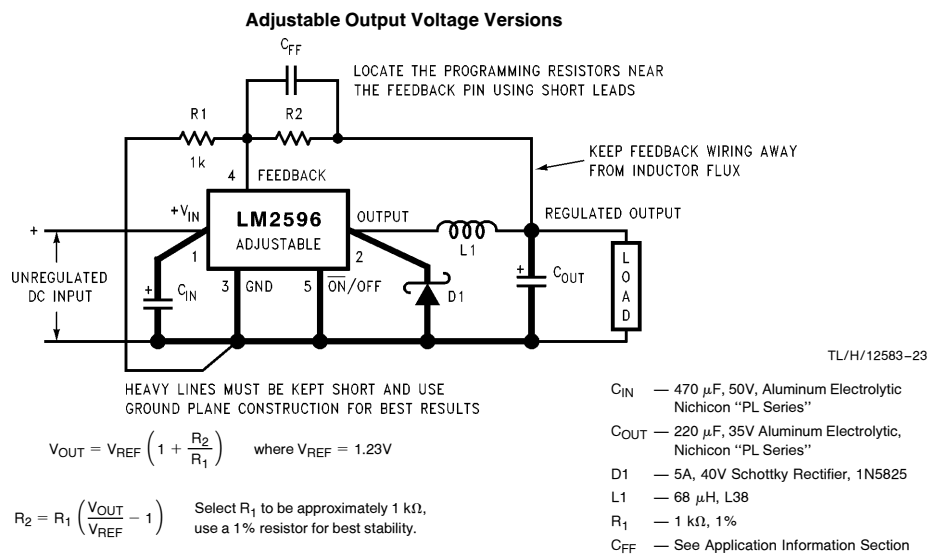 Adjustable Output Voltage Versions
CFF
LOCATE THE PROGRAMMING RESISTORS NEAR
THE FEEDBACK PIN USING SHORT LEADS
R1
R2
1k
KEEP FEEDBACK WIRING AWAY
FROM INDUCTOR FLUX
4 FEEDBACK
+VIN
LM2596
ADJUSTABLE
OUTPUT
REGULATED OUTPUT
+
1
2
L1
UNREGULATED
DC INPUT
+
CIN
3 GND
5 ON/OFF
D1
+
COUT
LOAD
TL/H/12583–23
HEAVY LINES MUST BE KEPT SHORT AND USE
GROUND PLANE CONSTRUCTION FOR BEST RESULTS
VOUT = VREF (1 + R2/R1) where VREF = 1.23V
R2 = R1 (VOUT/VREF − 1)
Select R1 to be approximately 1 kΩ,
use a 1% resistor for best stability.
CIN — 470 μF, 50V, Aluminum Electrolytic
Nichicon “PL Series”
COUT — 220 μF, 35V Aluminum Electrolytic,
Nichicon “PL Series”
D1 — 5A, 40V Schottky Rectifier, 1N5825
L1 — 68 μH, L38
R1 — 1 kΩ, 1%
CFF — See Application Information Section